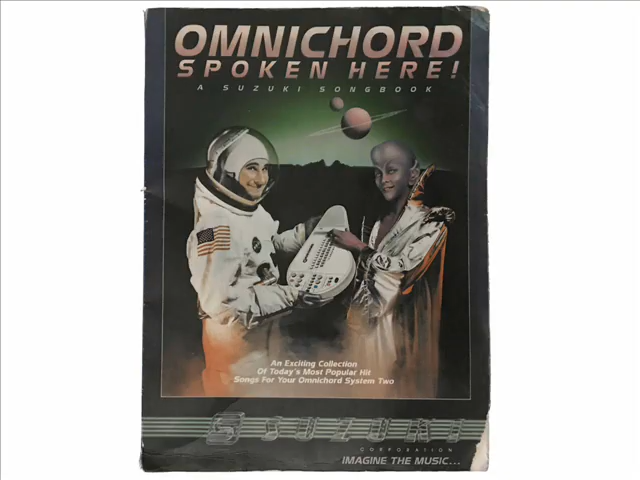 OMNICHORD
SPOKEN HERE!
A SUZUKI SONGBOOK
An Exciting Collection
Of Today's Most Popular Hit
Songs For Your Omnichord System Two
SUZUKI
CORPORATION
IMAGINE THE MUSIC...